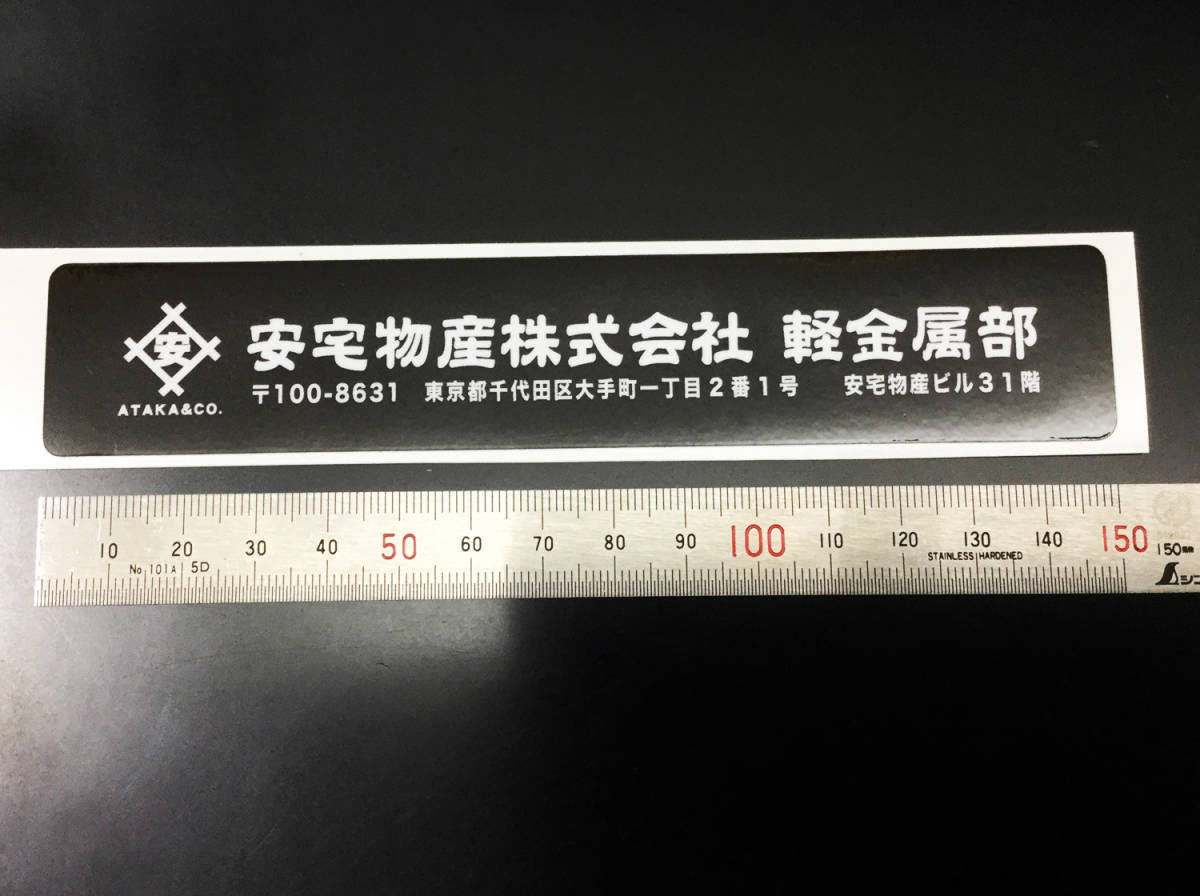 安
ATAKA&CO.
安宅物産株式会社 軽金属部
〒100-8631 東京都千代田区大手町一丁目2番1号 安宅物産ビル31階
10 20 30 40 50 60 70 80 90 100 110 120 130 140 150 150mm
No.101A 5D
STAINLESS HARDENED